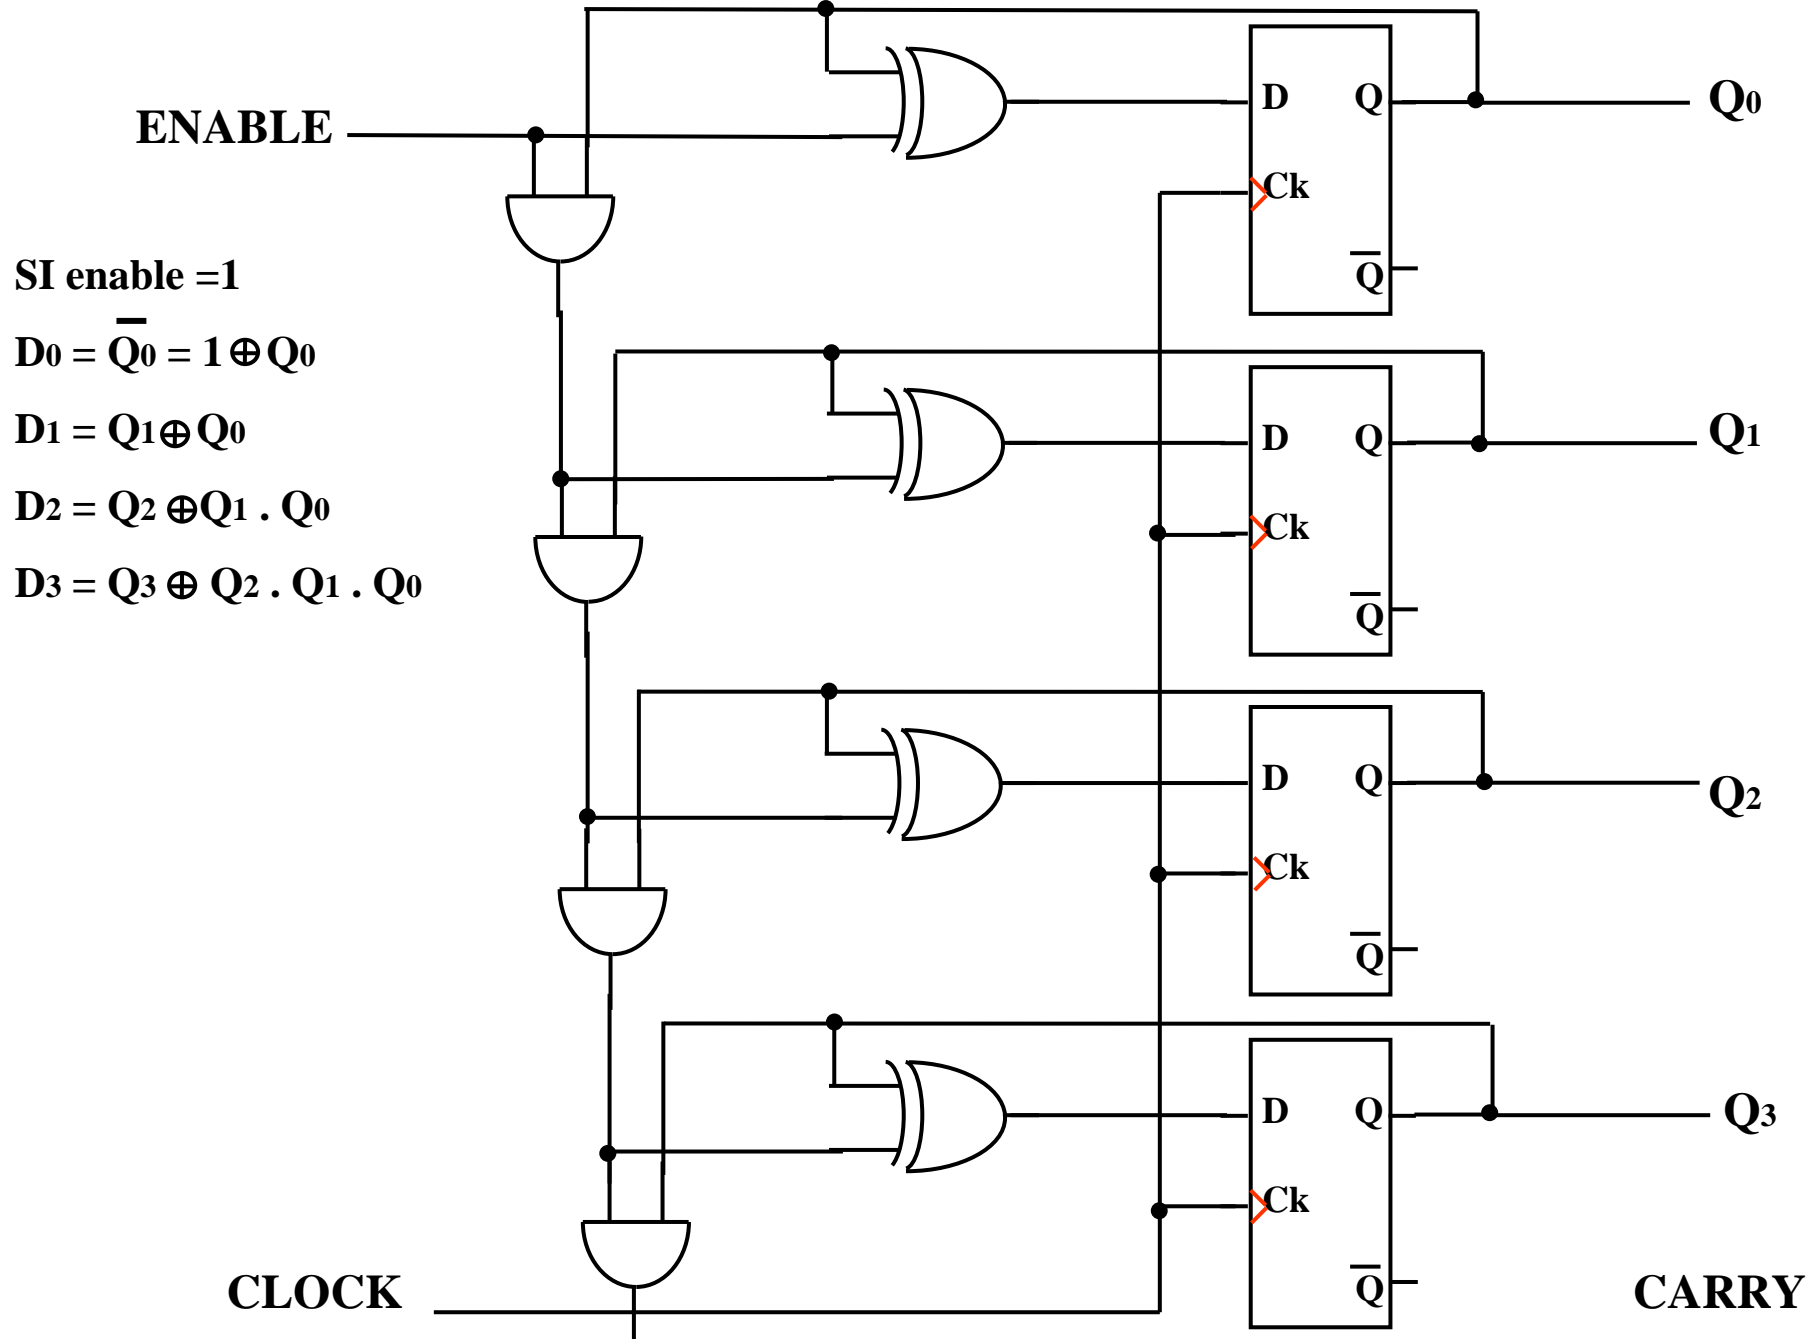 ENABLE
D Q Q0
Ck
Q̅
SI enable =1
D0 = Q̅0 = 1 ⊕ Q0
D1 = Q1 ⊕ Q0
D2 = Q2 ⊕ Q1 . Q0
D3 = Q3 ⊕ Q2 . Q1 . Q0
D Q Q1
Ck
Q̅
D Q Q2
Ck
Q̅
D Q Q3
Ck
Q̅
CLOCK
CARRY